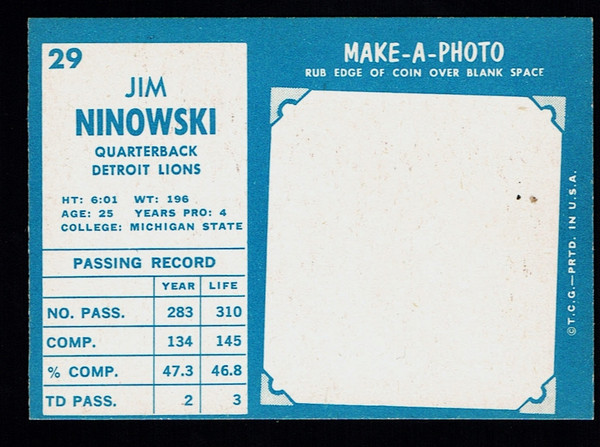 29
JIM
NINOWSKI
QUARTERBACK
DETROIT LIONS
HT: 6:01 WT: 196
AGE: 25 YEARS PRO: 4
COLLEGE: MICHIGAN STATE
PASSING RECORD
YEAR LIFE
NO. PASS. 283 310
COMP. 134 145
% COMP. 47.3 46.8
TD PASS. 2 3
MAKE-A-PHOTO
RUB EDGE OF COIN OVER BLANK SPACE
©T.C.G.—PRTD. IN U.S.A.